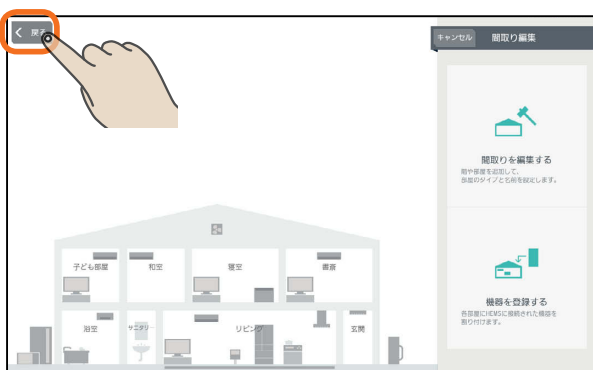 戻る
キャンセル
間取り編集
間取りを編集する
階や部屋を追加して、
部屋のタイプと名前を設定します。
子ども部屋
和室
寝室
書斎
浴室
サニタリー
リビング
玄関
機器を登録する
各部屋にHEMSに接続された機器を
割り付けます。